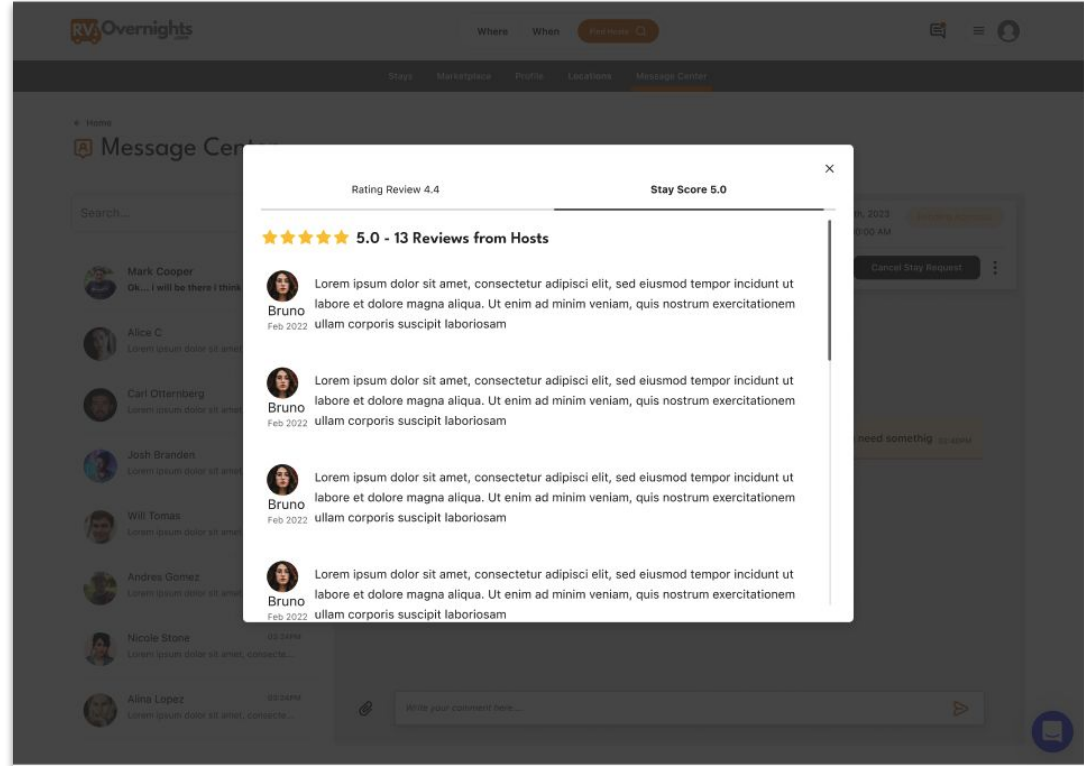 RV Overnights
.com
Where When Find Hosts
Stays Marketplace Profile Locations Message Center
Home
Message Cen
Search...
Mark Cooper
Ok... I will be there I think
Alice C
Lorem ipsum dolor sit amet
Carl Otternberg
Lorem ipsum dolor sit amet
Josh Branden
Lorem ipsum dolor sit amet
Will Tomas
Lorem ipsum dolor sit amet
Andres Gomez
Lorem ipsum dolor sit amet
Nicole Stone 03:34PM
Lorem ipsum dolor sit amet, consecte...
Alina Lopez 03:34PM
Lorem ipsum dolor sit amet, consecte...
Rating Review 4.4
Stay Score 5.0
5.0 - 13 Reviews from Hosts
Lorem ipsum dolor sit amet, consectetur adipisci elit, sed eiusmod tempor incidunt ut
labore et dolore magna aliqua. Ut enim ad minim veniam, quis nostrum exercitationem
ullam corporis suscipit laboriosam
Bruno
Feb 2022
Lorem ipsum dolor sit amet, consectetur adipisci elit, sed eiusmod tempor incidunt ut
labore et dolore magna aliqua. Ut enim ad minim veniam, quis nostrum exercitationem
ullam corporis suscipit laboriosam
Bruno
Feb 2022
Lorem ipsum dolor sit amet, consectetur adipisci elit, sed eiusmod tempor incidunt ut
labore et dolore magna aliqua. Ut enim ad minim veniam, quis nostrum exercitationem
ullam corporis suscipit laboriosam
Bruno
Feb 2022
Lorem ipsum dolor sit amet, consectetur adipisci elit, sed eiusmod tempor incidunt ut
labore et dolore magna aliqua. Ut enim ad minim veniam, quis nostrum exercitationem
ullam corporis suscipit laboriosam
Bruno
Feb 2022
th, 2023
0:00 AM
Cancel Stay Request
need somethig
Write your comment here...